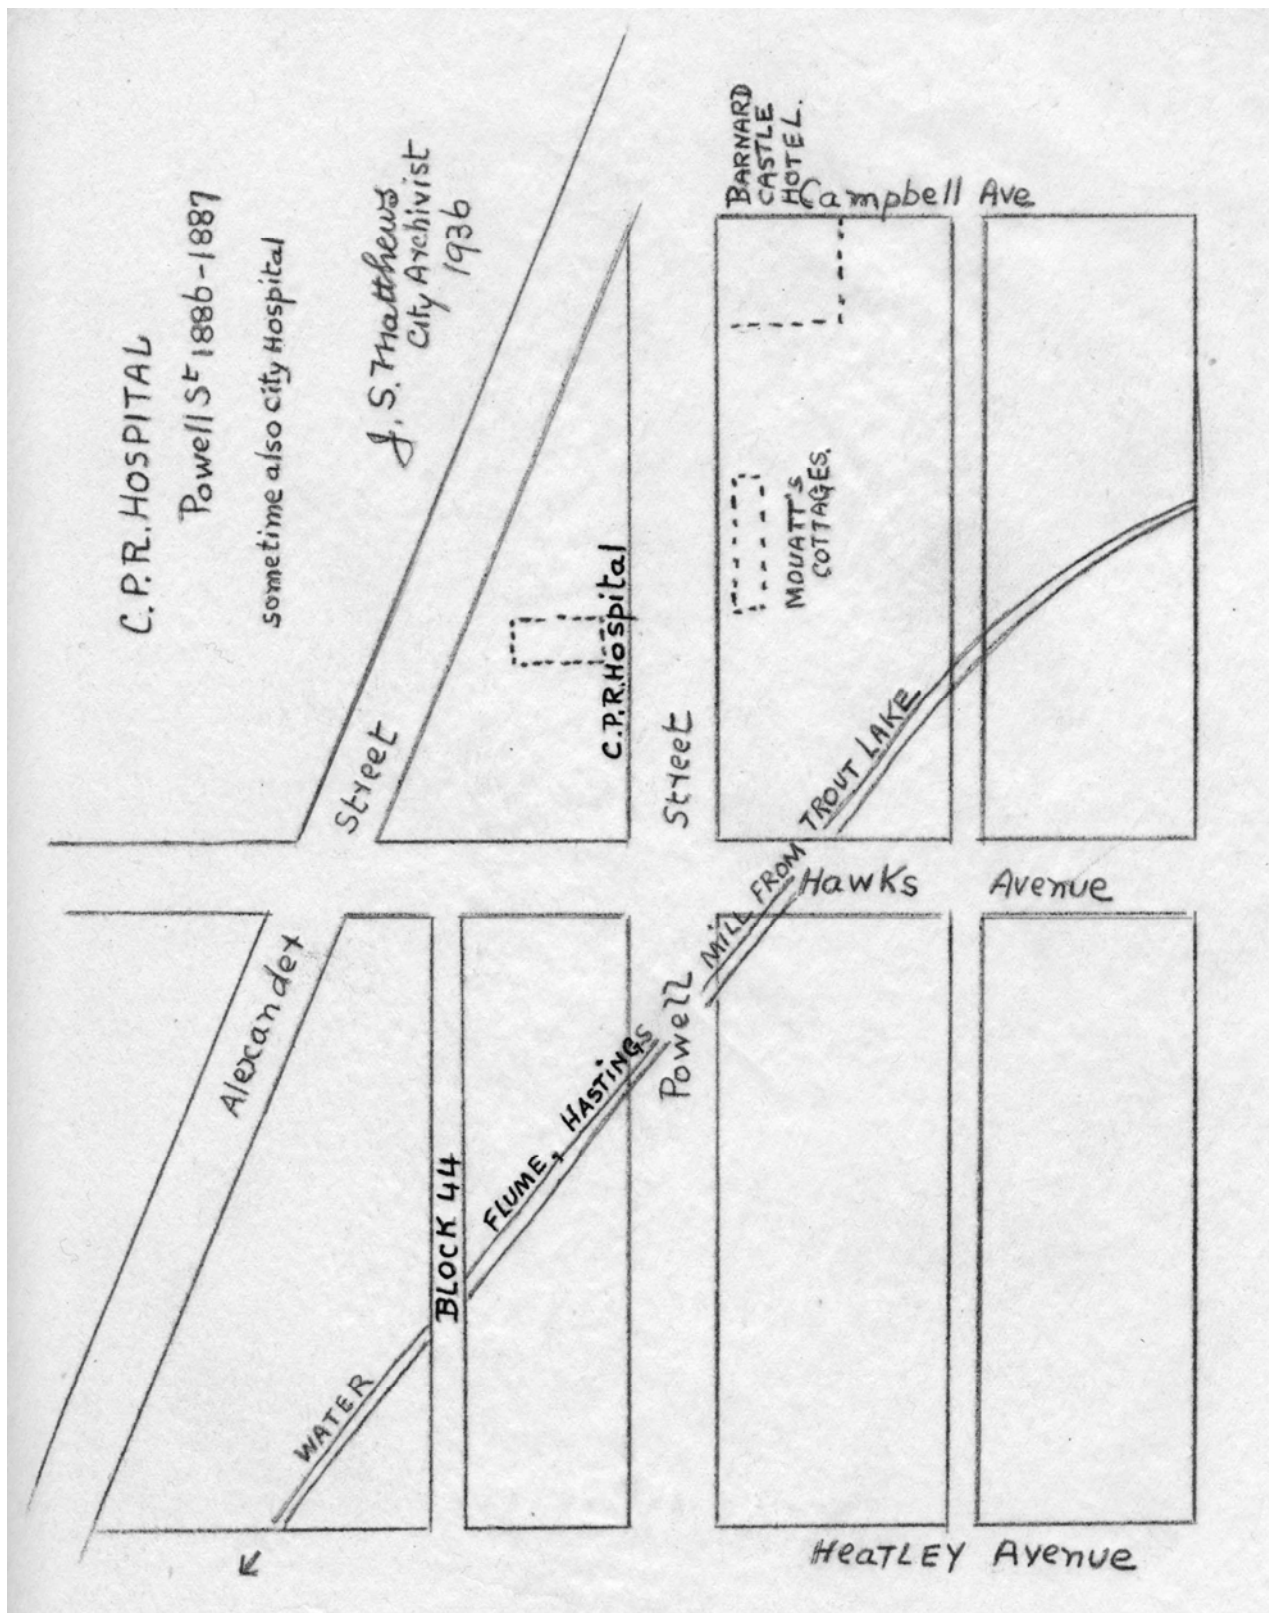 C.P.R. HOSPITAL
Powell St 1886-1887
sometime also city Hospital
J. S. Matthews
City Archivist
1936
BARNARD
CASTLE
HOTEL.
Campbell Ave
MOUATT'S
COTTAGES.
C.P.R. Hospital
Alexander Street
Powell Street
Hawks Avenue
WATER FLUME, HASTINGS MILL FROM TROUT LAKE
BLOCK 44
HEATLEY AVENUE